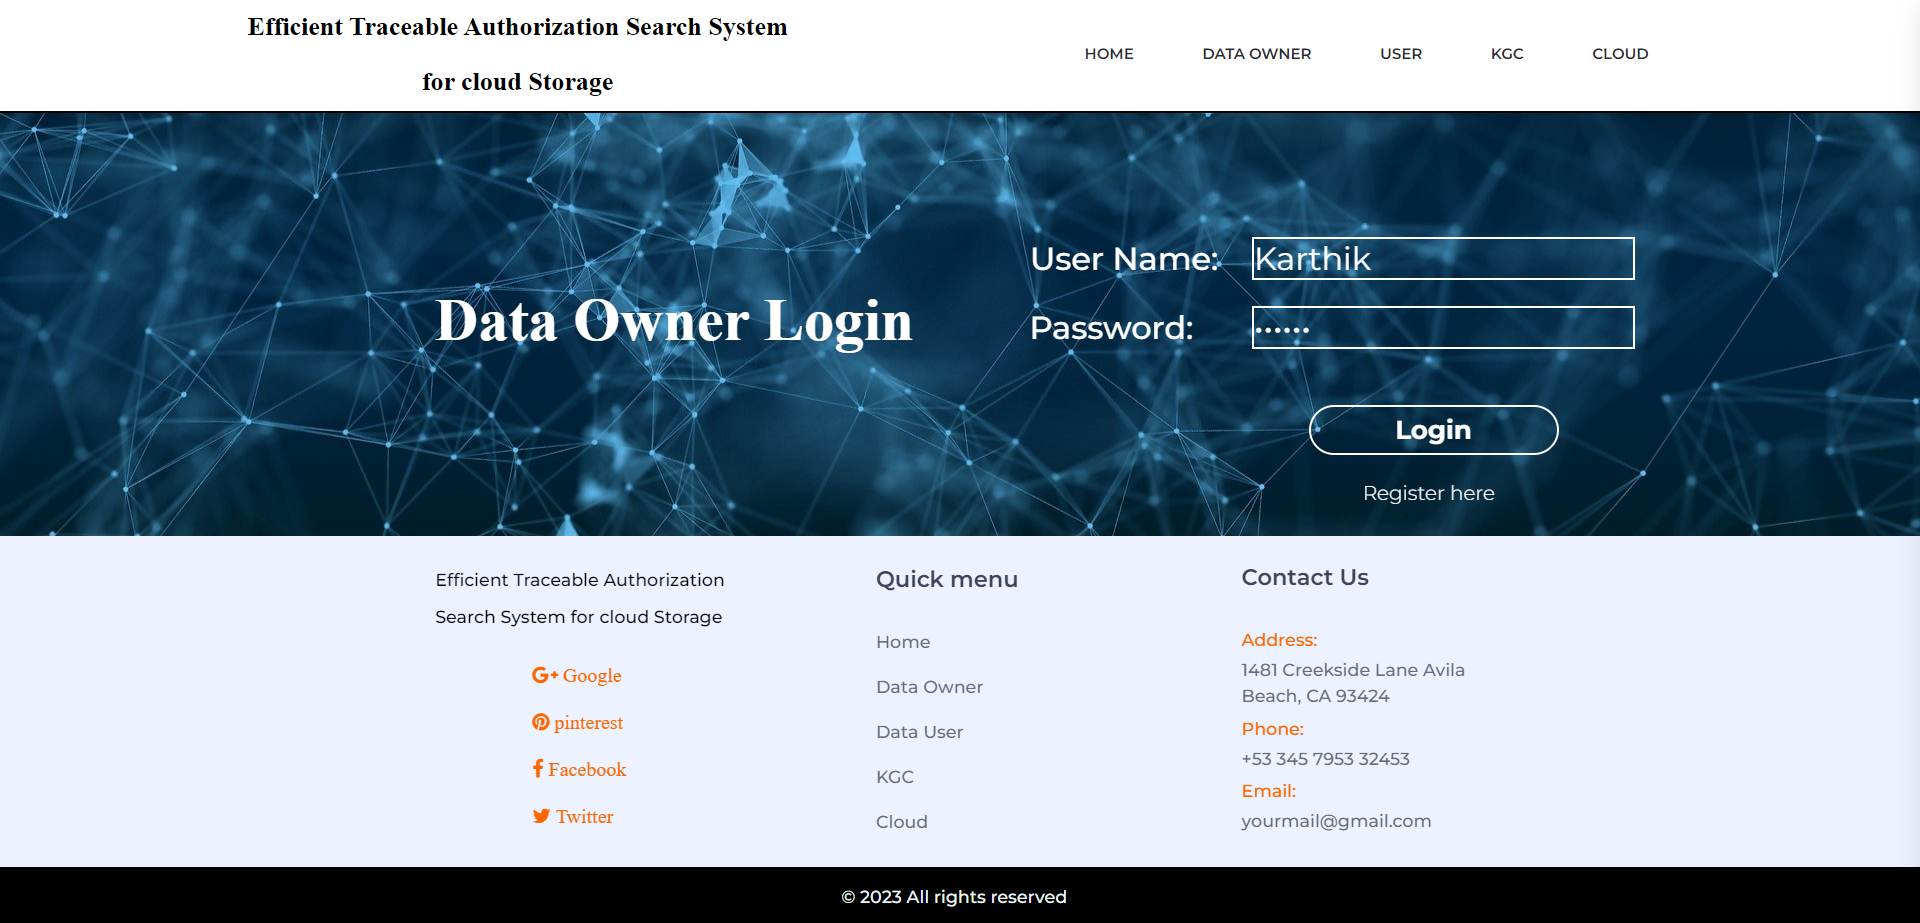 Efficient Traceable Authorization Search System
for cloud Storage
HOME DATA OWNER USER KGC CLOUD
Data Owner Login
User Name: Karthik
Password: ••••••
Login
Register here
Efficient Traceable Authorization
Search System for cloud Storage
Google
pinterest
Facebook
Twitter
Quick menu
Home
Data Owner
Data User
KGC
Cloud
Contact Us
Address:
1481 Creekside Lane Avila
Beach, CA 93424
Phone:
+53 345 7953 32453
Email:
yourmail@gmail.com
© 2023 All rights reserved